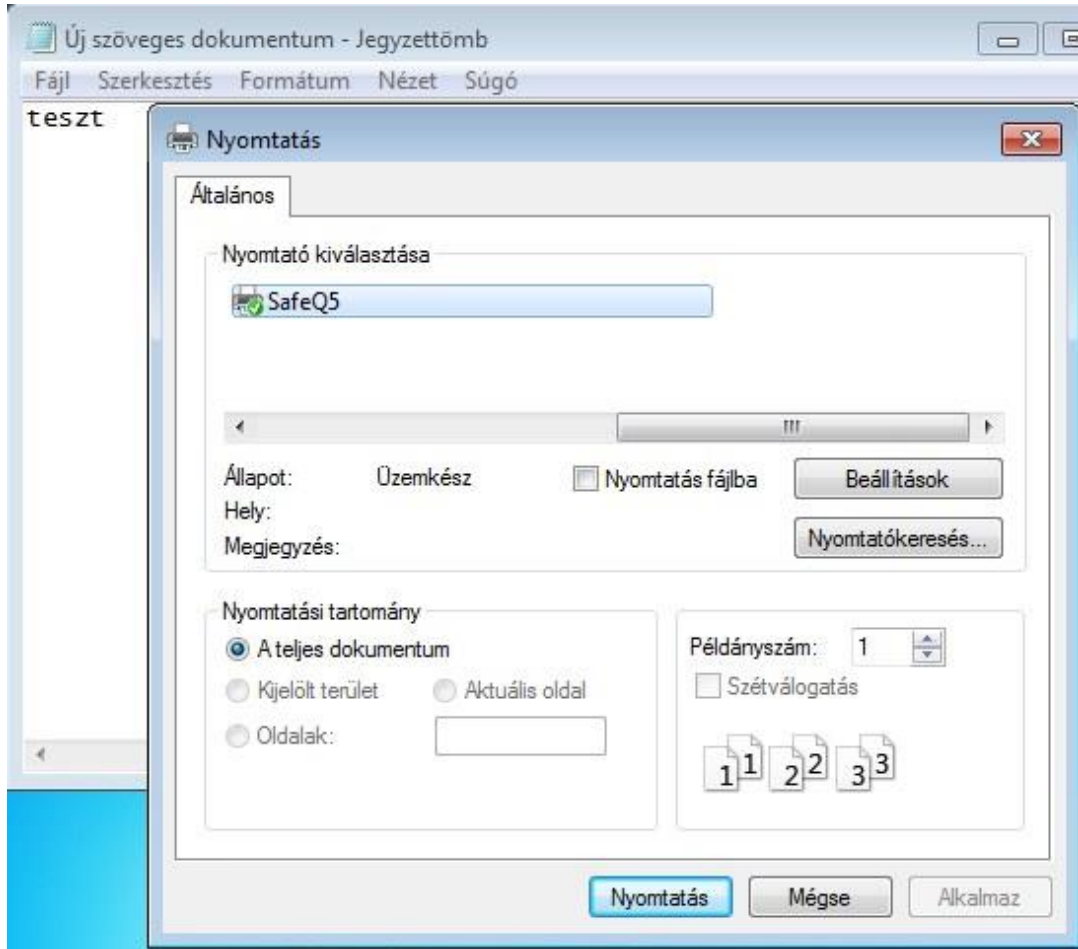 Új szöveges dokumentum - Jegyzettömb
Fájl Szerkesztés Formátum Nézet Súgó
teszt
Nyomtatás
Általános
Nyomtató kiválasztása
SafeQ5
Állapot: Üzemkész
Nyomtatás fájlba
Beállítások
Hely:
Megjegyzés:
Nyomtatókeresés...
Nyomtatási tartomány
A teljes dokumentum
Kijelölt terület Aktuális oldal
Oldalak:
Példányszám: 1
Szétválogatás
1 1 2 2 3 3
Nyomtatás Mégse Alkalmaz